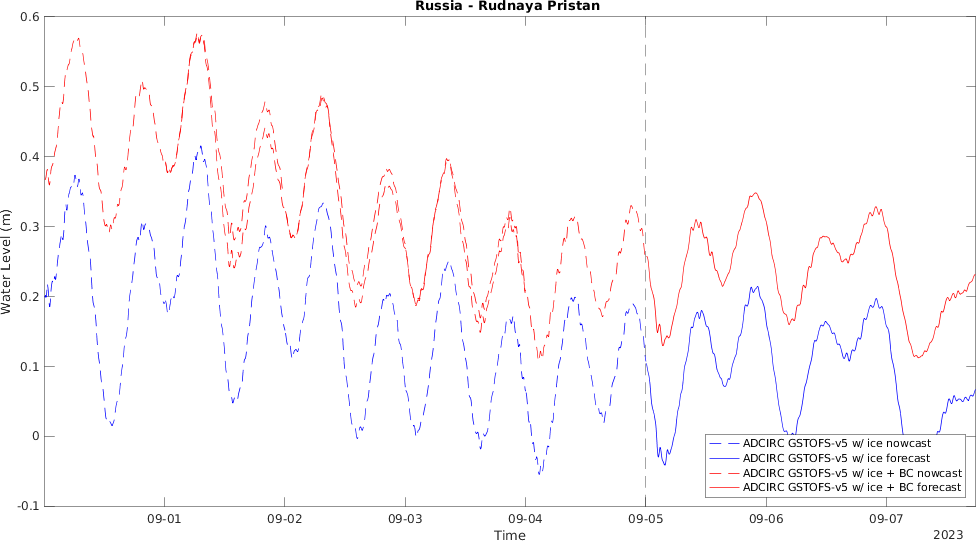 Russia - Rudnaya Pristan
0.6
0.5
0.4
0.3
0.2
0.1
0
-0.1
Water Level (m)
ADCIRC GSTOFS-v5 w/ ice nowcast
ADCIRC GSTOFS-v5 w/ ice forecast
ADCIRC GSTOFS-v5 w/ ice + BC nowcast
ADCIRC GSTOFS-v5 w/ ice + BC forecast
09-01 09-02 09-03 09-04 09-05 09-06 09-07
Time
2023